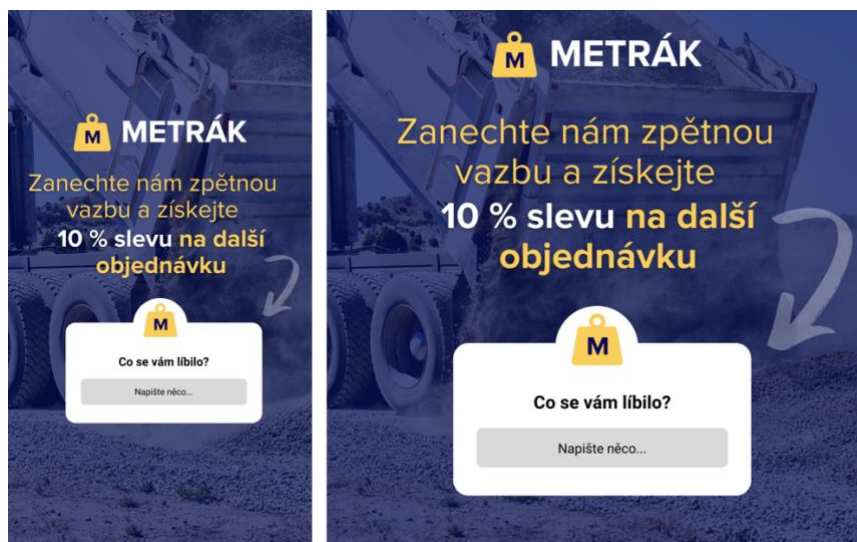 M METRÁK
Zanechte nám zpětnou
vazbu a získejte
10 % slevu na další
objednávku
M
Co se vám líbilo?
Napište něco...
M METRÁK
Zanechte nám zpětnou
vazbu a získejte
10 % slevu na další
objednávku
M
Co se vám líbilo?
Napište něco...